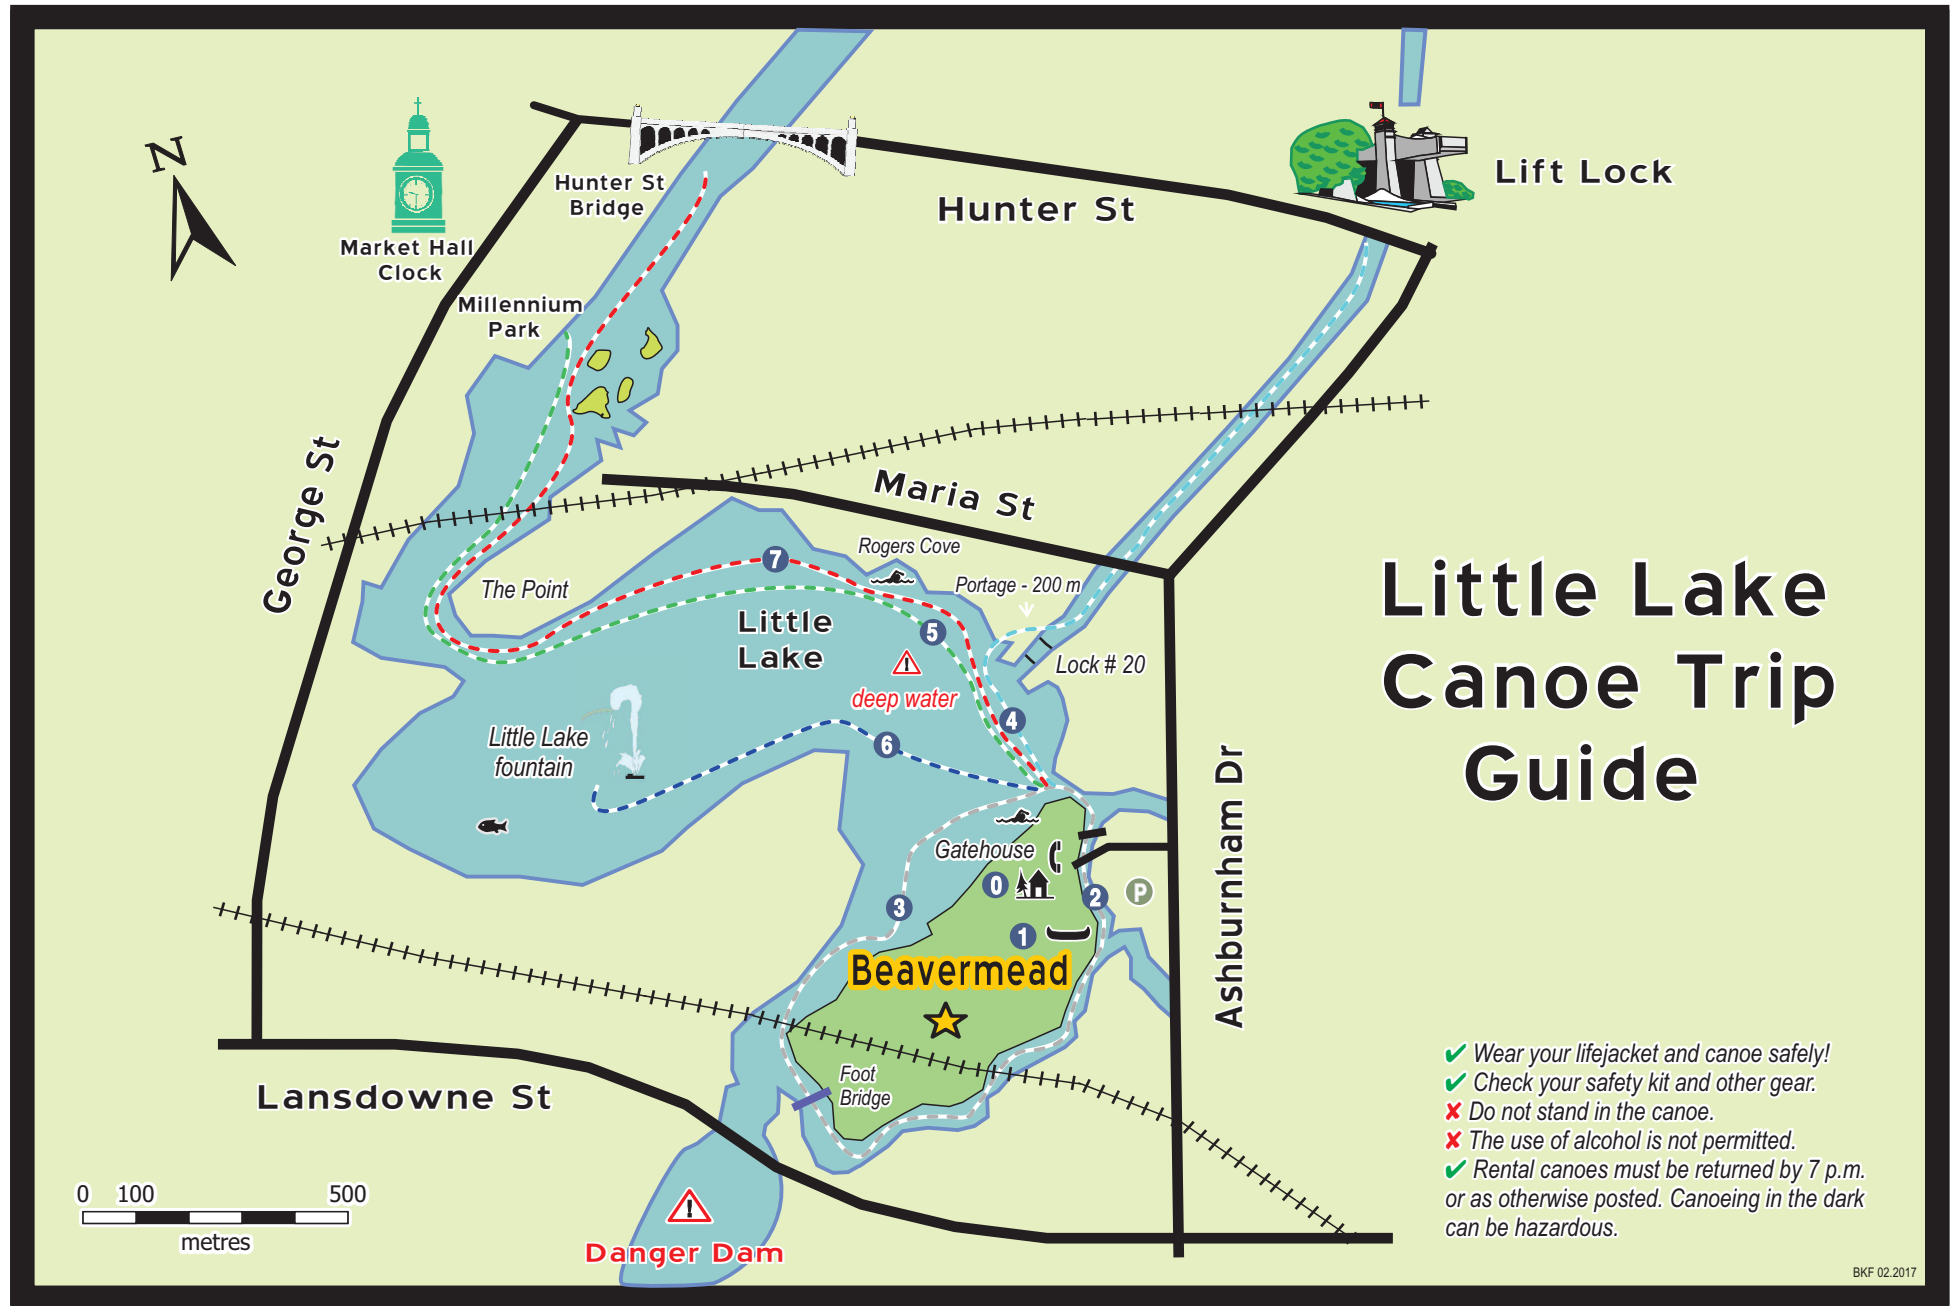 N
Market Hall
Clock
Hunter St
Bridge
Hunter St
Lift Lock
Millennium
Park
George St
Maria St
Rogers Cove
Portage - 200 m
The Point
7
5
Little
Lake
Lock # 20
deep water
4
6
Little Lake
fountain
Little Lake
Canoe Trip
Guide
Ashburnham Dr
Gatehouse
0
2
P
3
1
Beavermead
Foot
Bridge
Lansdowne St
Danger Dam
0 100 500
metres
✔ Wear your lifejacket and canoe safely!
✔ Check your safety kit and other gear.
✘ Do not stand in the canoe.
✘ The use of alcohol is not permitted.
✔ Rental canoes must be returned by 7 p.m.
or as otherwise posted. Canoeing in the dark
can be hazardous.
BKF 02.2017